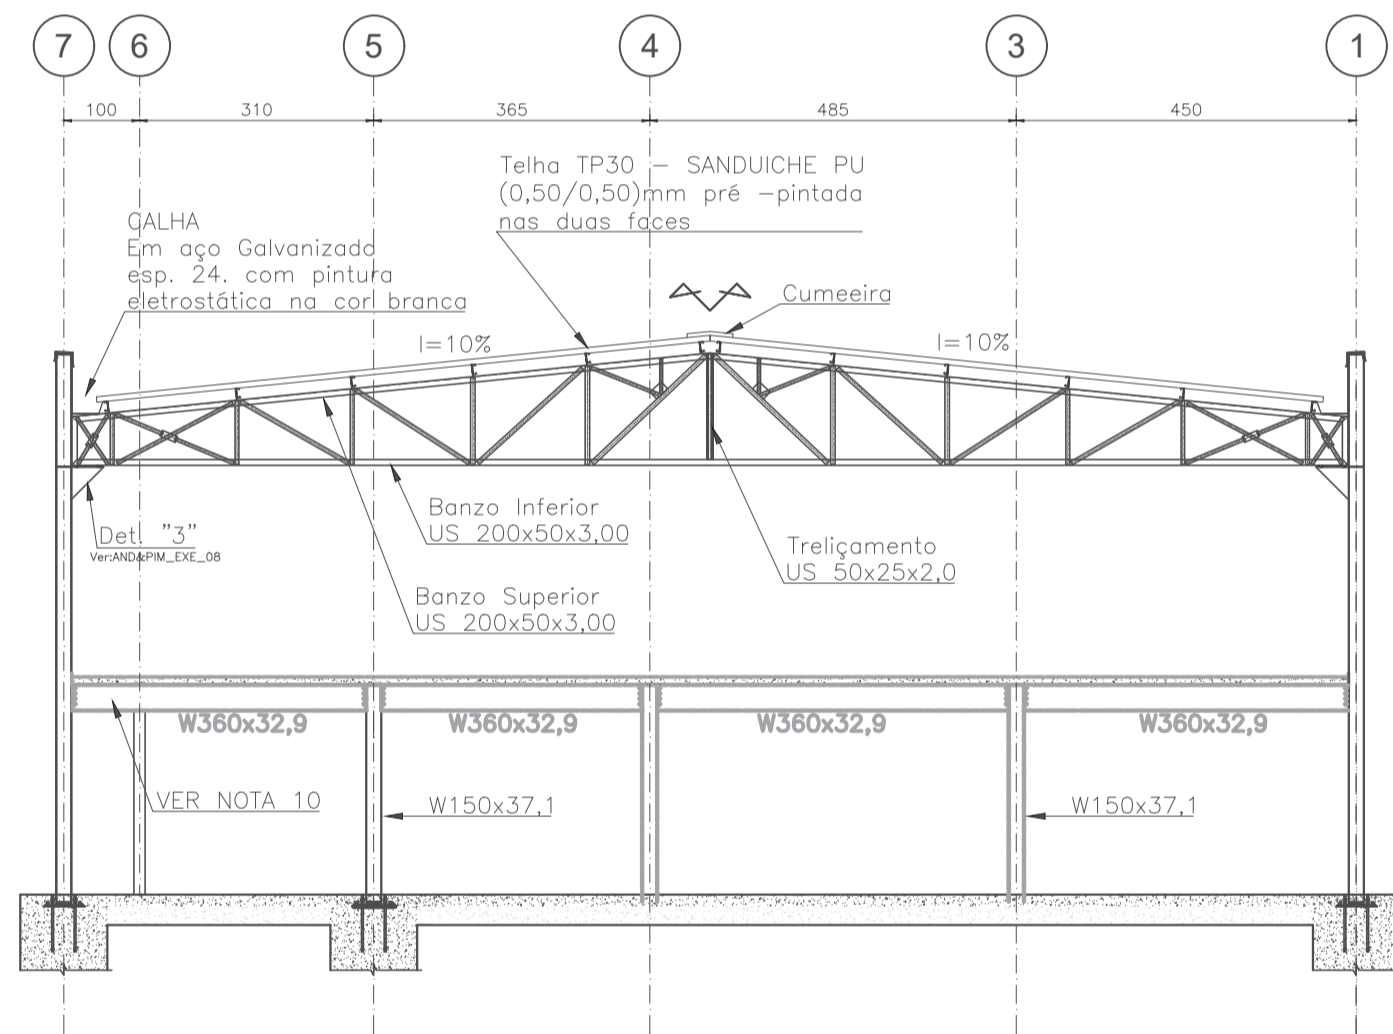 7 6 5 4 3 1
100 310 365 485 450
Telha TP30 – SANDUICHE PU
(0,50/0,50)mm pré –pintada
nas duas faces
CALHA
Em aço Galvanizado
esp. 24. com pintura
eletrostática na cor branca
Cumeeira
I=10%
I=10%
Banzo Inferior
US 200x50x3,00
Det. "3"
Ver:AND&PIM_EXE_08
Treliçamento
US 50x25x2,0
Banzo Superior
US 200x50x3,00
W360x32,9 W360x32,9 W360x32,9 W360x32,9
VER NOTA 10
W150x37,1
W150x37,1